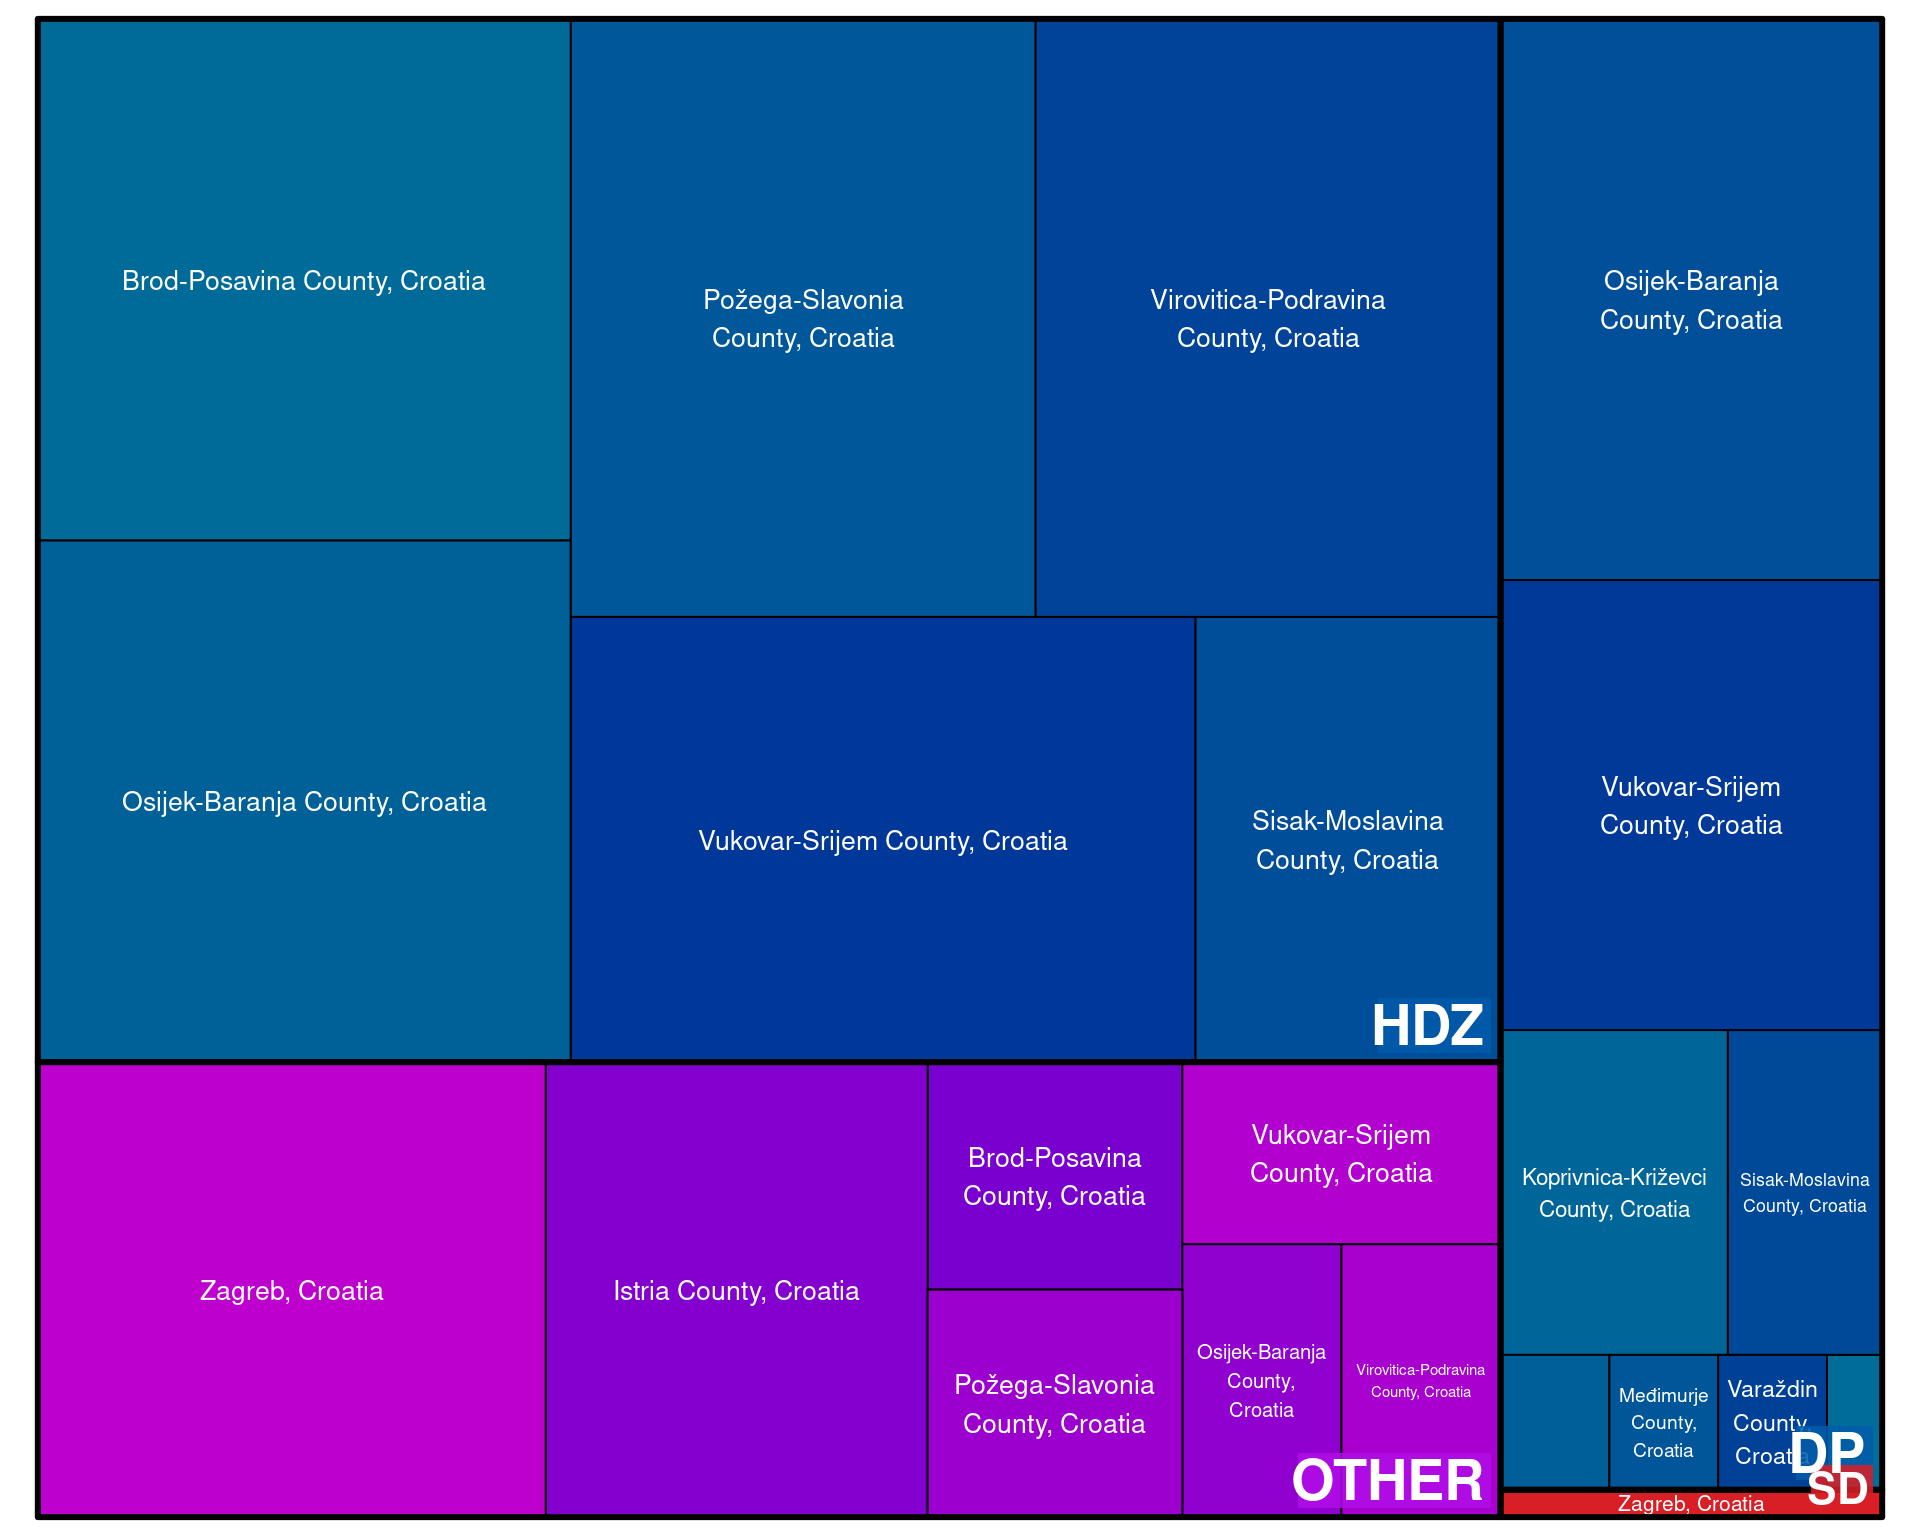 Brod-Posavina County, Croatia
Požega-Slavonia
County, Croatia
Virovitica-Podravina
County, Croatia
Osijek-Baranja County, Croatia
Vukovar-Srijem County, Croatia
Sisak-Moslavina
County, Croatia
HDZ
Osijek-Baranja
County, Croatia
Vukovar-Srijem
County, Croatia
Koprivnica-Križevci
County, Croatia
Sisak-Moslavina
County, Croatia
Međimurje
County,
Croatia
Varaždin
County,
Croatia
DP
Zagreb, Croatia
Istria County, Croatia
Brod-Posavina
County, Croatia
Požega-Slavonia
County, Croatia
Vukovar-Srijem
County, Croatia
Osijek-Baranja
County,
Croatia
Virovitica-Podravina
County, Croatia
OTHER
Zagreb, Croatia
SD